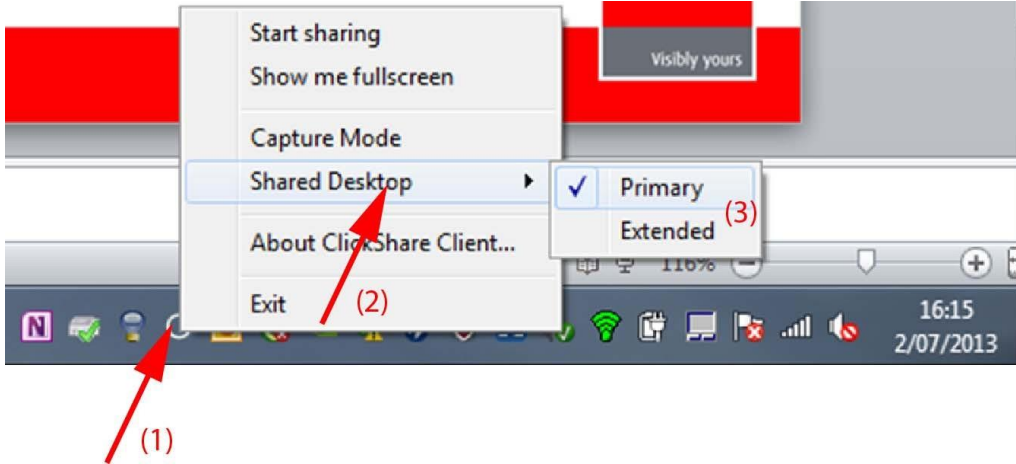 Start sharing
Show me fullscreen
Visibly yours
Capture Mode
Shared Desktop
Primary
(3)
Extended
About ClickShare Client...
116%
Exit
(2)
N
16:15
2/07/2013
(1)